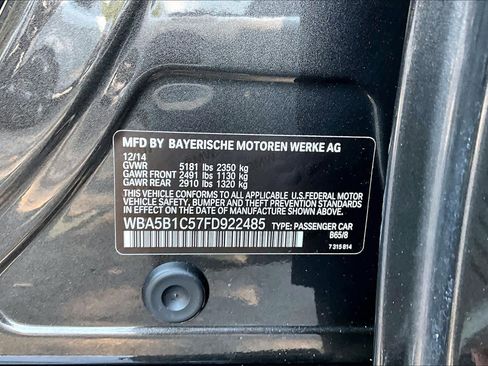 MFD BY BAYERISCHE MOTOREN WERKE AG
12/14
GVWR 5181 lbs 2350 kg
GAWR FRONT 2491 lbs 1130 kg
GAWR REAR 2910 lbs 1320 kg
THIS VEHICLE CONFORMS TO ALL APPLICABLE U.S.FEDERAL MOTOR
VEHICLE SAFETY, BUMPER, AND THEFT PREVENTION STANDARDS
IN EFFECT ON THE DATE OF MANUFACTURE SHOWN ABOVE.
WBA5B1C57FD922485 TYPE: PASSENGER CAR
B65/8
7 315 814